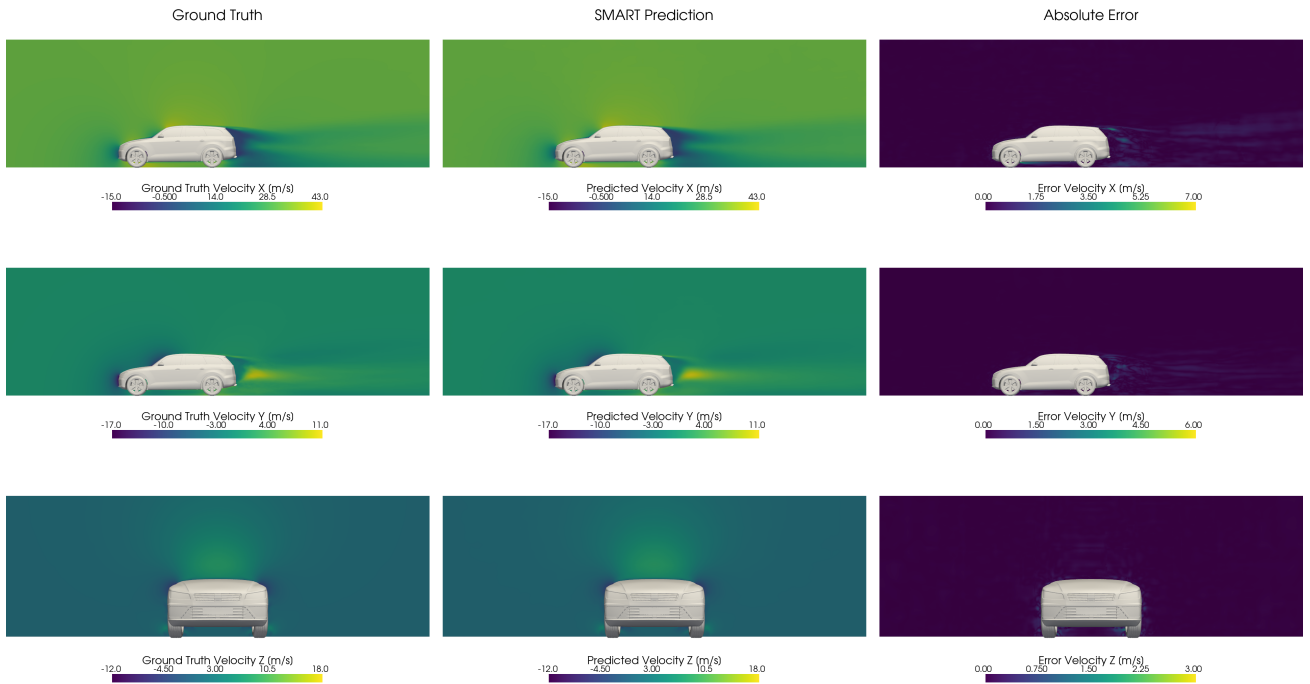 Ground Truth SMART Prediction Absolute Error
Ground Truth Velocity X (m/s) Predicted Velocity X (m/s) Error Velocity X (m/s)
-15.0 -0.500 14.0 28.5 43.0 -15.0 -0.500 14.0 28.5 43.0 0.00 1.75 3.50 5.25 7.00
Ground Truth Velocity Y (m/s) Predicted Velocity Y (m/s) Error Velocity Y (m/s)
-17.0 -10.0 -3.00 4.00 11.0 -17.0 -10.0 -3.00 4.00 11.0 0.00 1.50 3.00 4.50 6.00
Ground Truth Velocity Z (m/s) Predicted Velocity Z (m/s) Error Velocity Z (m/s)
-12.0 -4.50 3.00 10.5 18.0 -12.0 -4.50 3.00 10.5 18.0 0.00 0.750 1.50 2.25 3.00